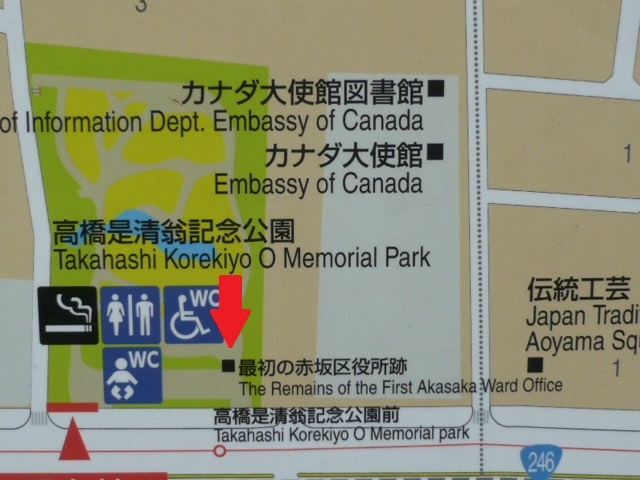 3
カナダ大使館図書館
of Information Dept. Embassy of Canada
カナダ大使館
Embassy of Canada
1
高橋是清翁記念公園
Takahashi Korekiyo O Memorial Park
WC
伝統工芸
Japan Tradi
Aoyama Squ
WC
最初の赤坂区役所跡
The Remains of the First Akasaka Ward Office
1
高橋是清翁記念公園前
Takahashi Korekiyo O Memorial park
246